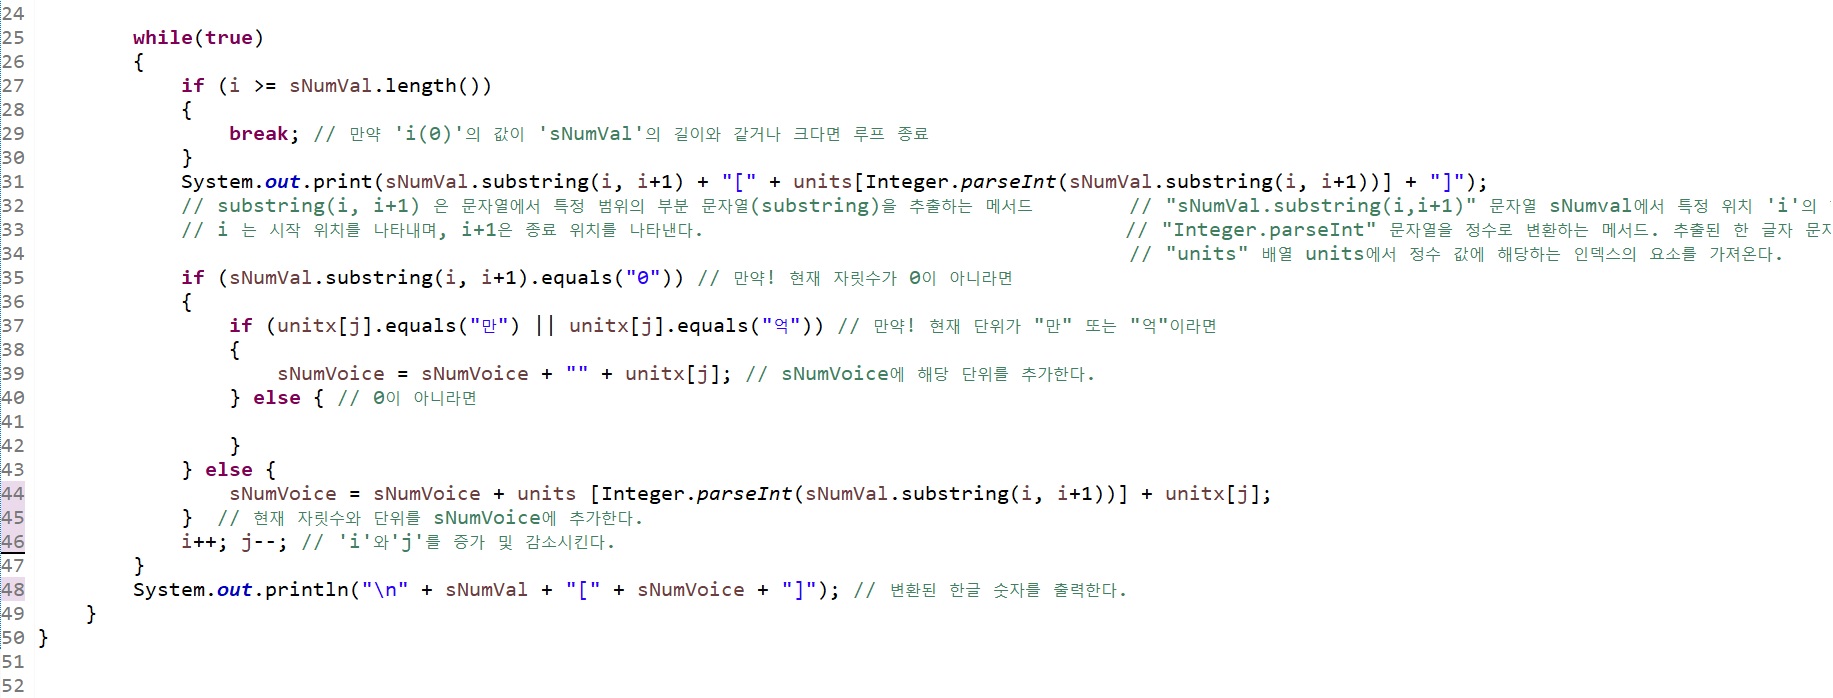 24
25 while(true)
26 {
27 if (i >= sNumVal.length())
28 {
29 break; // 만약 'i(0)'의 값이 'sNumVal'의 길이와 같거나 크다면 루프 종료
30 }
31 System.out.print(sNumVal.substring(i, i+1) + "[" + units[Integer.parseInt(sNumVal.substring(i, i+1))] + "]");
32 // substring(i, i+1) 은 문자열에서 특정 범위의 부분 문자열(substring)을 추출하는 메서드 // "sNumVal.substring(i,i+1)" 문자열 sNumval에서 특정 위치 'i'의
33 // i 는 시작 위치를 나타내며, i+1은 종료 위치를 나타낸다. // "Integer.parseInt" 문자열을 정수로 변환하는 메서드. 추출된 한 글자 문자
34 // "units" 배열 units에서 정수 값에 해당하는 인덱스의 요소를 가져온다.
35 if (sNumVal.substring(i, i+1).equals("0")) // 만약! 현재 자릿수가 0이 아니라면
36 {
37 if (unitx[j].equals("만") || unitx[j].equals("억")) // 만약! 현재 단위가 "만" 또는 "억"이라면
38 {
39 sNumVoice = sNumVoice + "" + unitx[j]; // sNumVoice에 해당 단위를 추가한다.
40 } else { // 0이 아니라면
41
42 }
43 } else {
44 sNumVoice = sNumVoice + units [Integer.parseInt(sNumVal.substring(i, i+1))] + unitx[j];
45 } // 현재 자릿수와 단위를 sNumVoice에 추가한다.
46 i++; j--; // 'i'와'j'를 증가 및 감소시킨다.
47 }
48 System.out.println("\n" + sNumVal + "[" + sNumVoice + "]"); // 변환된 한글 숫자를 출력한다.
49 }
50 }
51
52